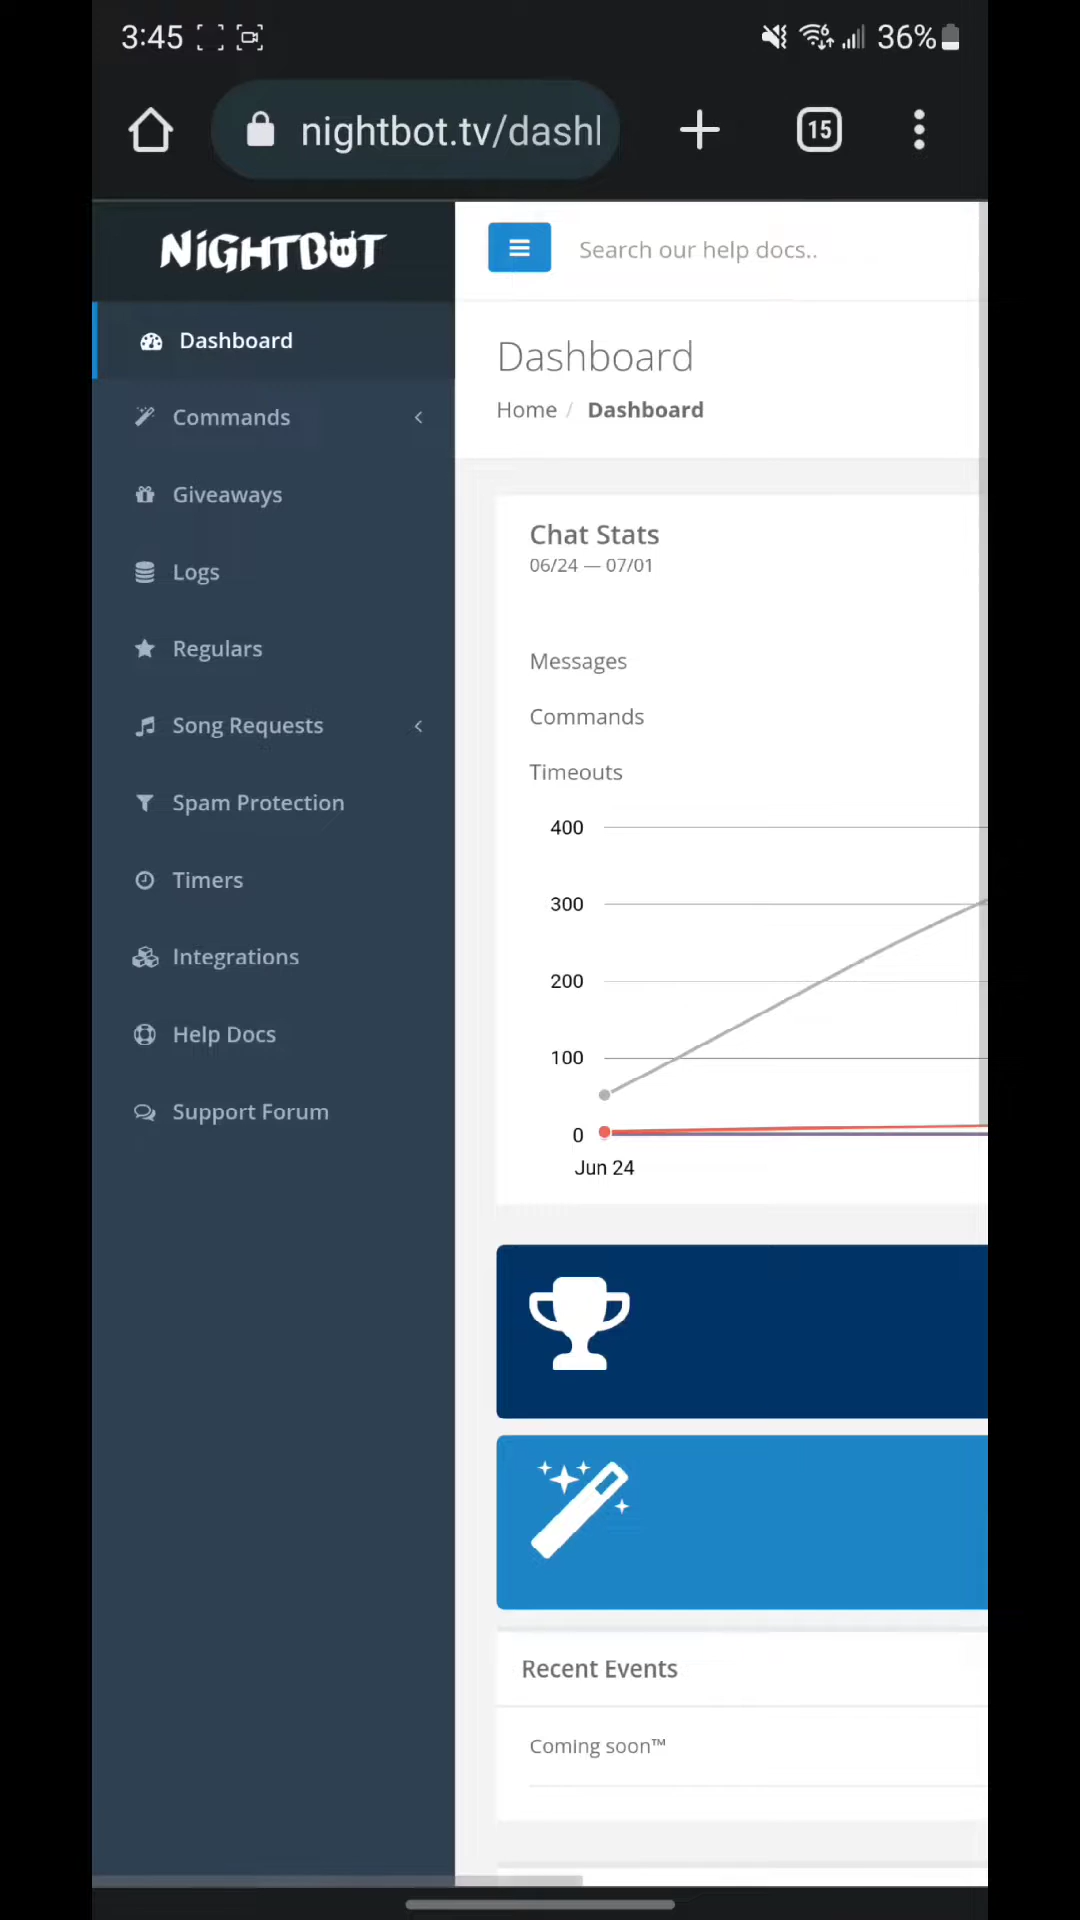 3:45
36%
nightbot.tv/dashl
15
NiGHTBOT
Search our help docs..
Dashboard
Commands
Giveaways
Logs
Regulars
Song Requests
Spam Protection
Timers
Integrations
Help Docs
Support Forum
Dashboard
Home / Dashboard
Chat Stats
06/24 — 07/01
Messages
Commands
Timeouts
400
300
200
100
0
Jun 24
Recent Events
Coming soon™